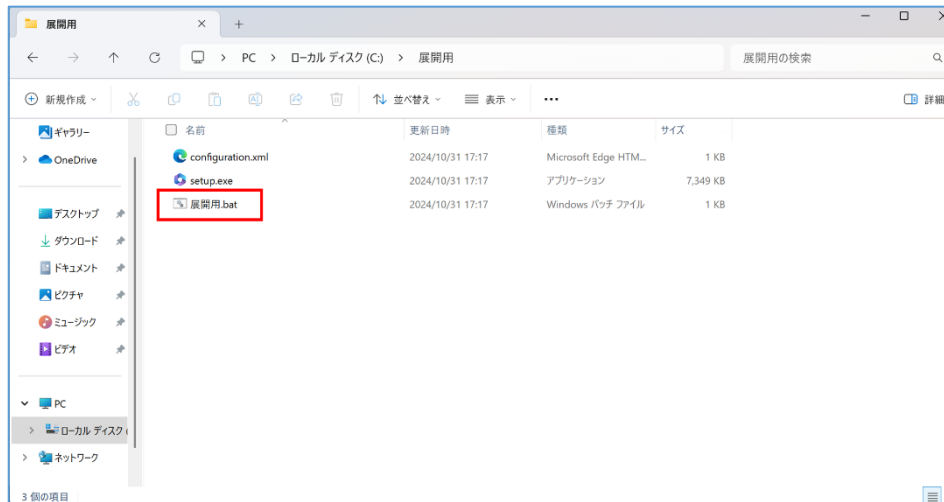 展開用
PC > ローカル ディスク (C:) > 展開用
展開用の検索
新規作成
並べ替え
表示
詳細
名前 更新日時 種類 サイズ
configuration.xml 2024/10/31 17:17 Microsoft Edge HTM... 1 KB
setup.exe 2024/10/31 17:17 アプリケーション 7,349 KB
展開用.bat 2024/10/31 17:17 Windows バッチ ファイル 1 KB
ギャラリー
OneDrive
デスクトップ
ダウンロード
ドキュメント
ピクチャ
ミュージック
ビデオ
PC
ローカル ディスク (
ネットワーク
3 個の項目